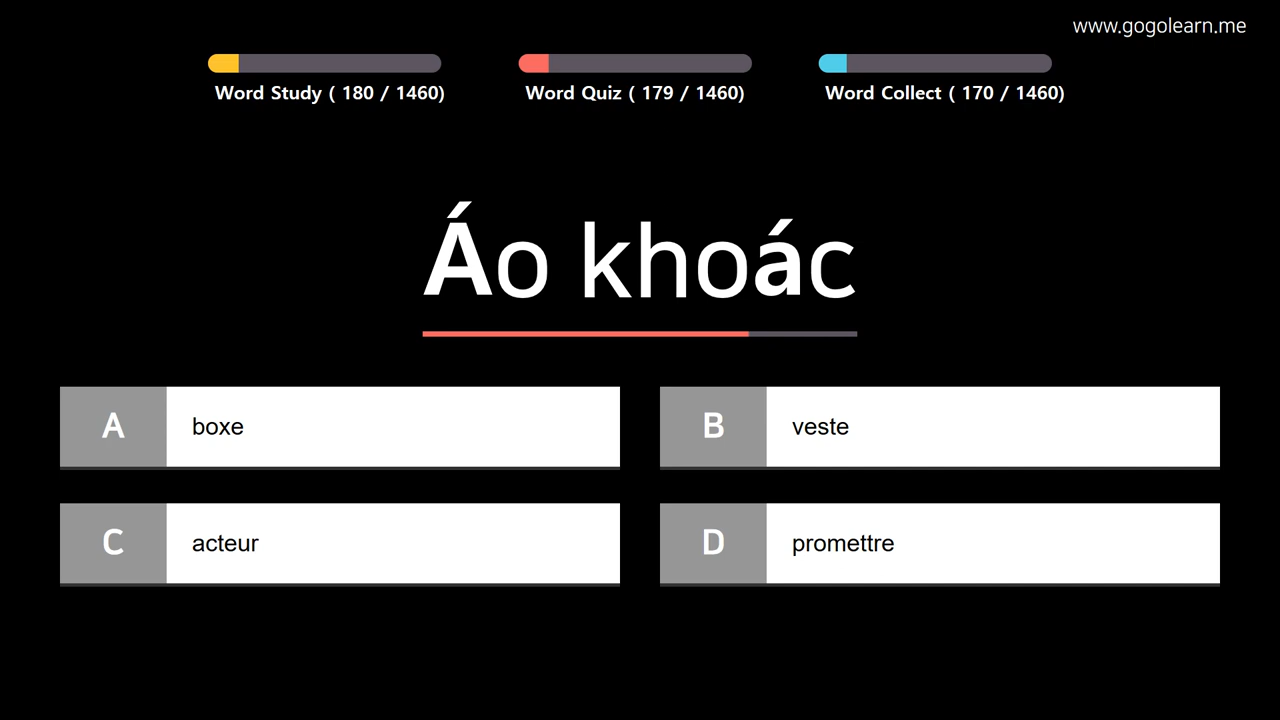 www.gogolearn.me
Word Study ( 180 / 1460)
Word Quiz ( 179 / 1460)
Word Collect ( 170 / 1460)
Áo khoác
A boxe
B veste
C acteur
D promettre